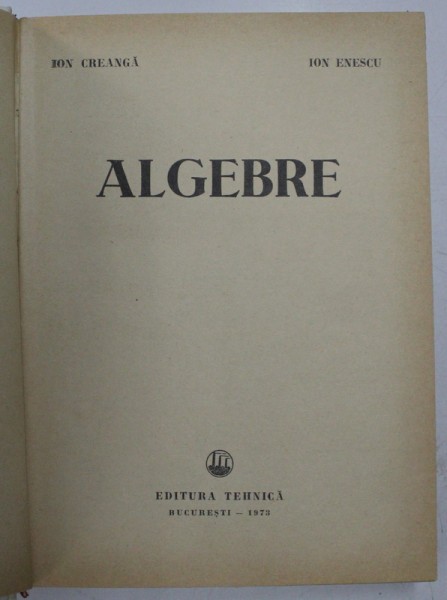 ION CREANGĂ ION ENESCU
ALGEBRE
EDITURA TEHNICĂ
BUCUREȘTI – 1973